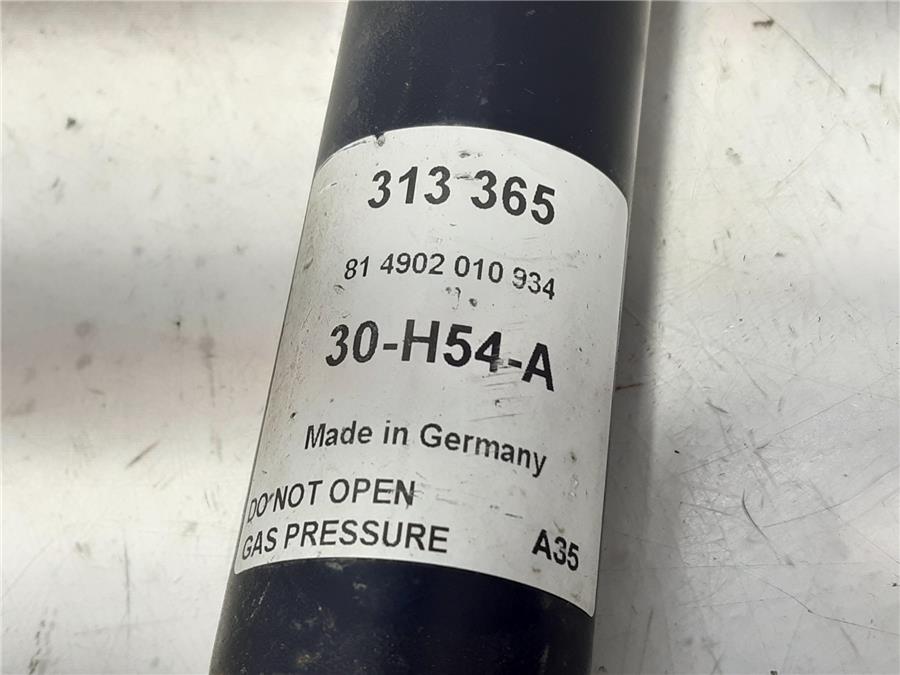 313 365
81 4902 010 934
30-H54-A
Made in Germany
DO NOT OPEN
GAS PRESSURE A35